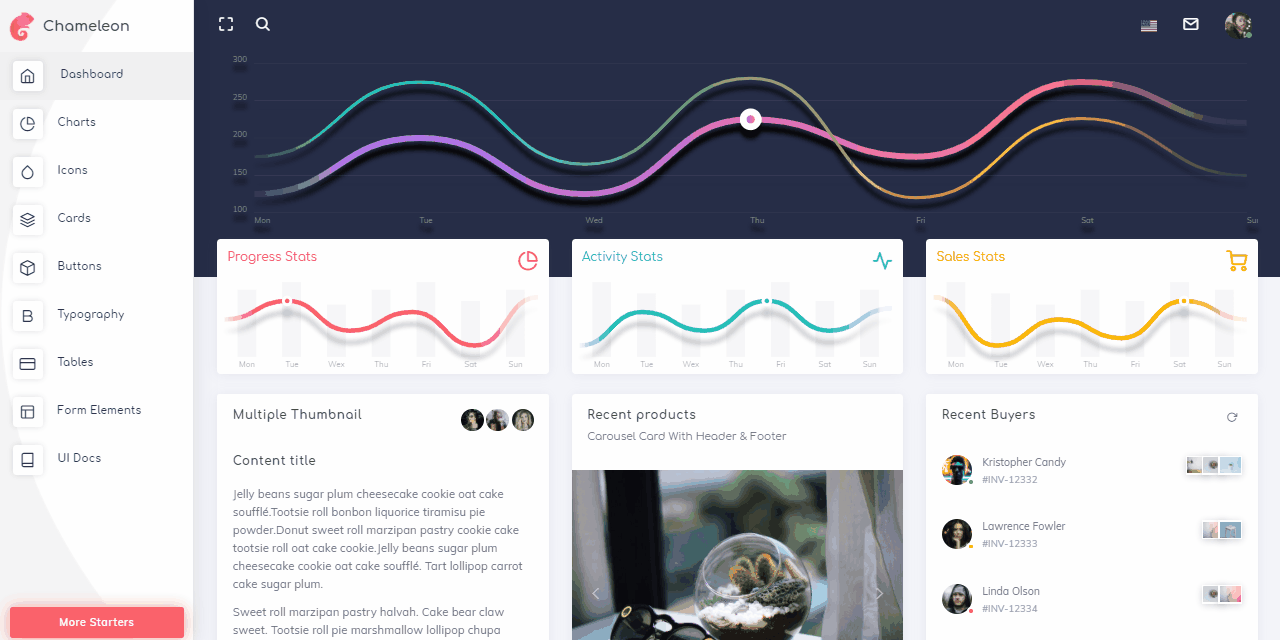 Chameleon
Dashboard
Charts
Icons
Cards
Buttons
Typography
Tables
Form Elements
UI Docs
More Starters
300
250
200
150
100
Mon Tue Wed Thu Fri Sat Sun
Progress Stats
Mon Tue Wex Thu Fri Sat Sun
Activity Stats
Mon Tue Wex Thu Fri Sat Sun
Sales Stats
Mon Tue Wex Thu Fri Sat Sun
Multiple Thumbnail
Content title
Jelly beans sugar plum cheesecake cookie oat cake
soufflé.Tootsie roll bonbon liquorice tiramisu pie
powder.Donut sweet roll marzipan pastry cookie cake
tootsie roll oat cake cookie.Jelly beans sugar plum
cheesecake cookie oat cake soufflé. Tart lollipop carrot
cake sugar plum.
Sweet roll marzipan pastry halvah. Cake bear claw
sweet. Tootsie roll pie marshmallow lollipop chupa
Recent products
Carousel Card With Header & Footer
Recent Buyers
Kristopher Candy
#INV-12332
Lawrence Fowler
#INV-12333
Linda Olson
#INV-12334